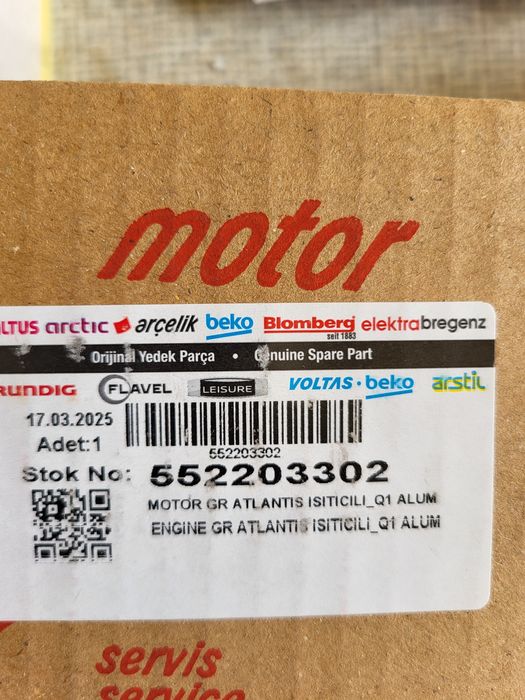 motor
LTUS arctic arçelik beko Blomberg elektrabregenz
seit 1883
Orijinal Yedek Parça • Genuine Spare Part
RUNDIG FLAVEL LEISURE VOLTAS • beko arstil
17.03.2025
Adet:1
552203302
Stok No: 552203302
MOTOR GR ATLANTIS ISITICILI_Q1 ALUM
ENGINE GR ATLANTIS ISITICILI_Q1 ALUM
servis
service